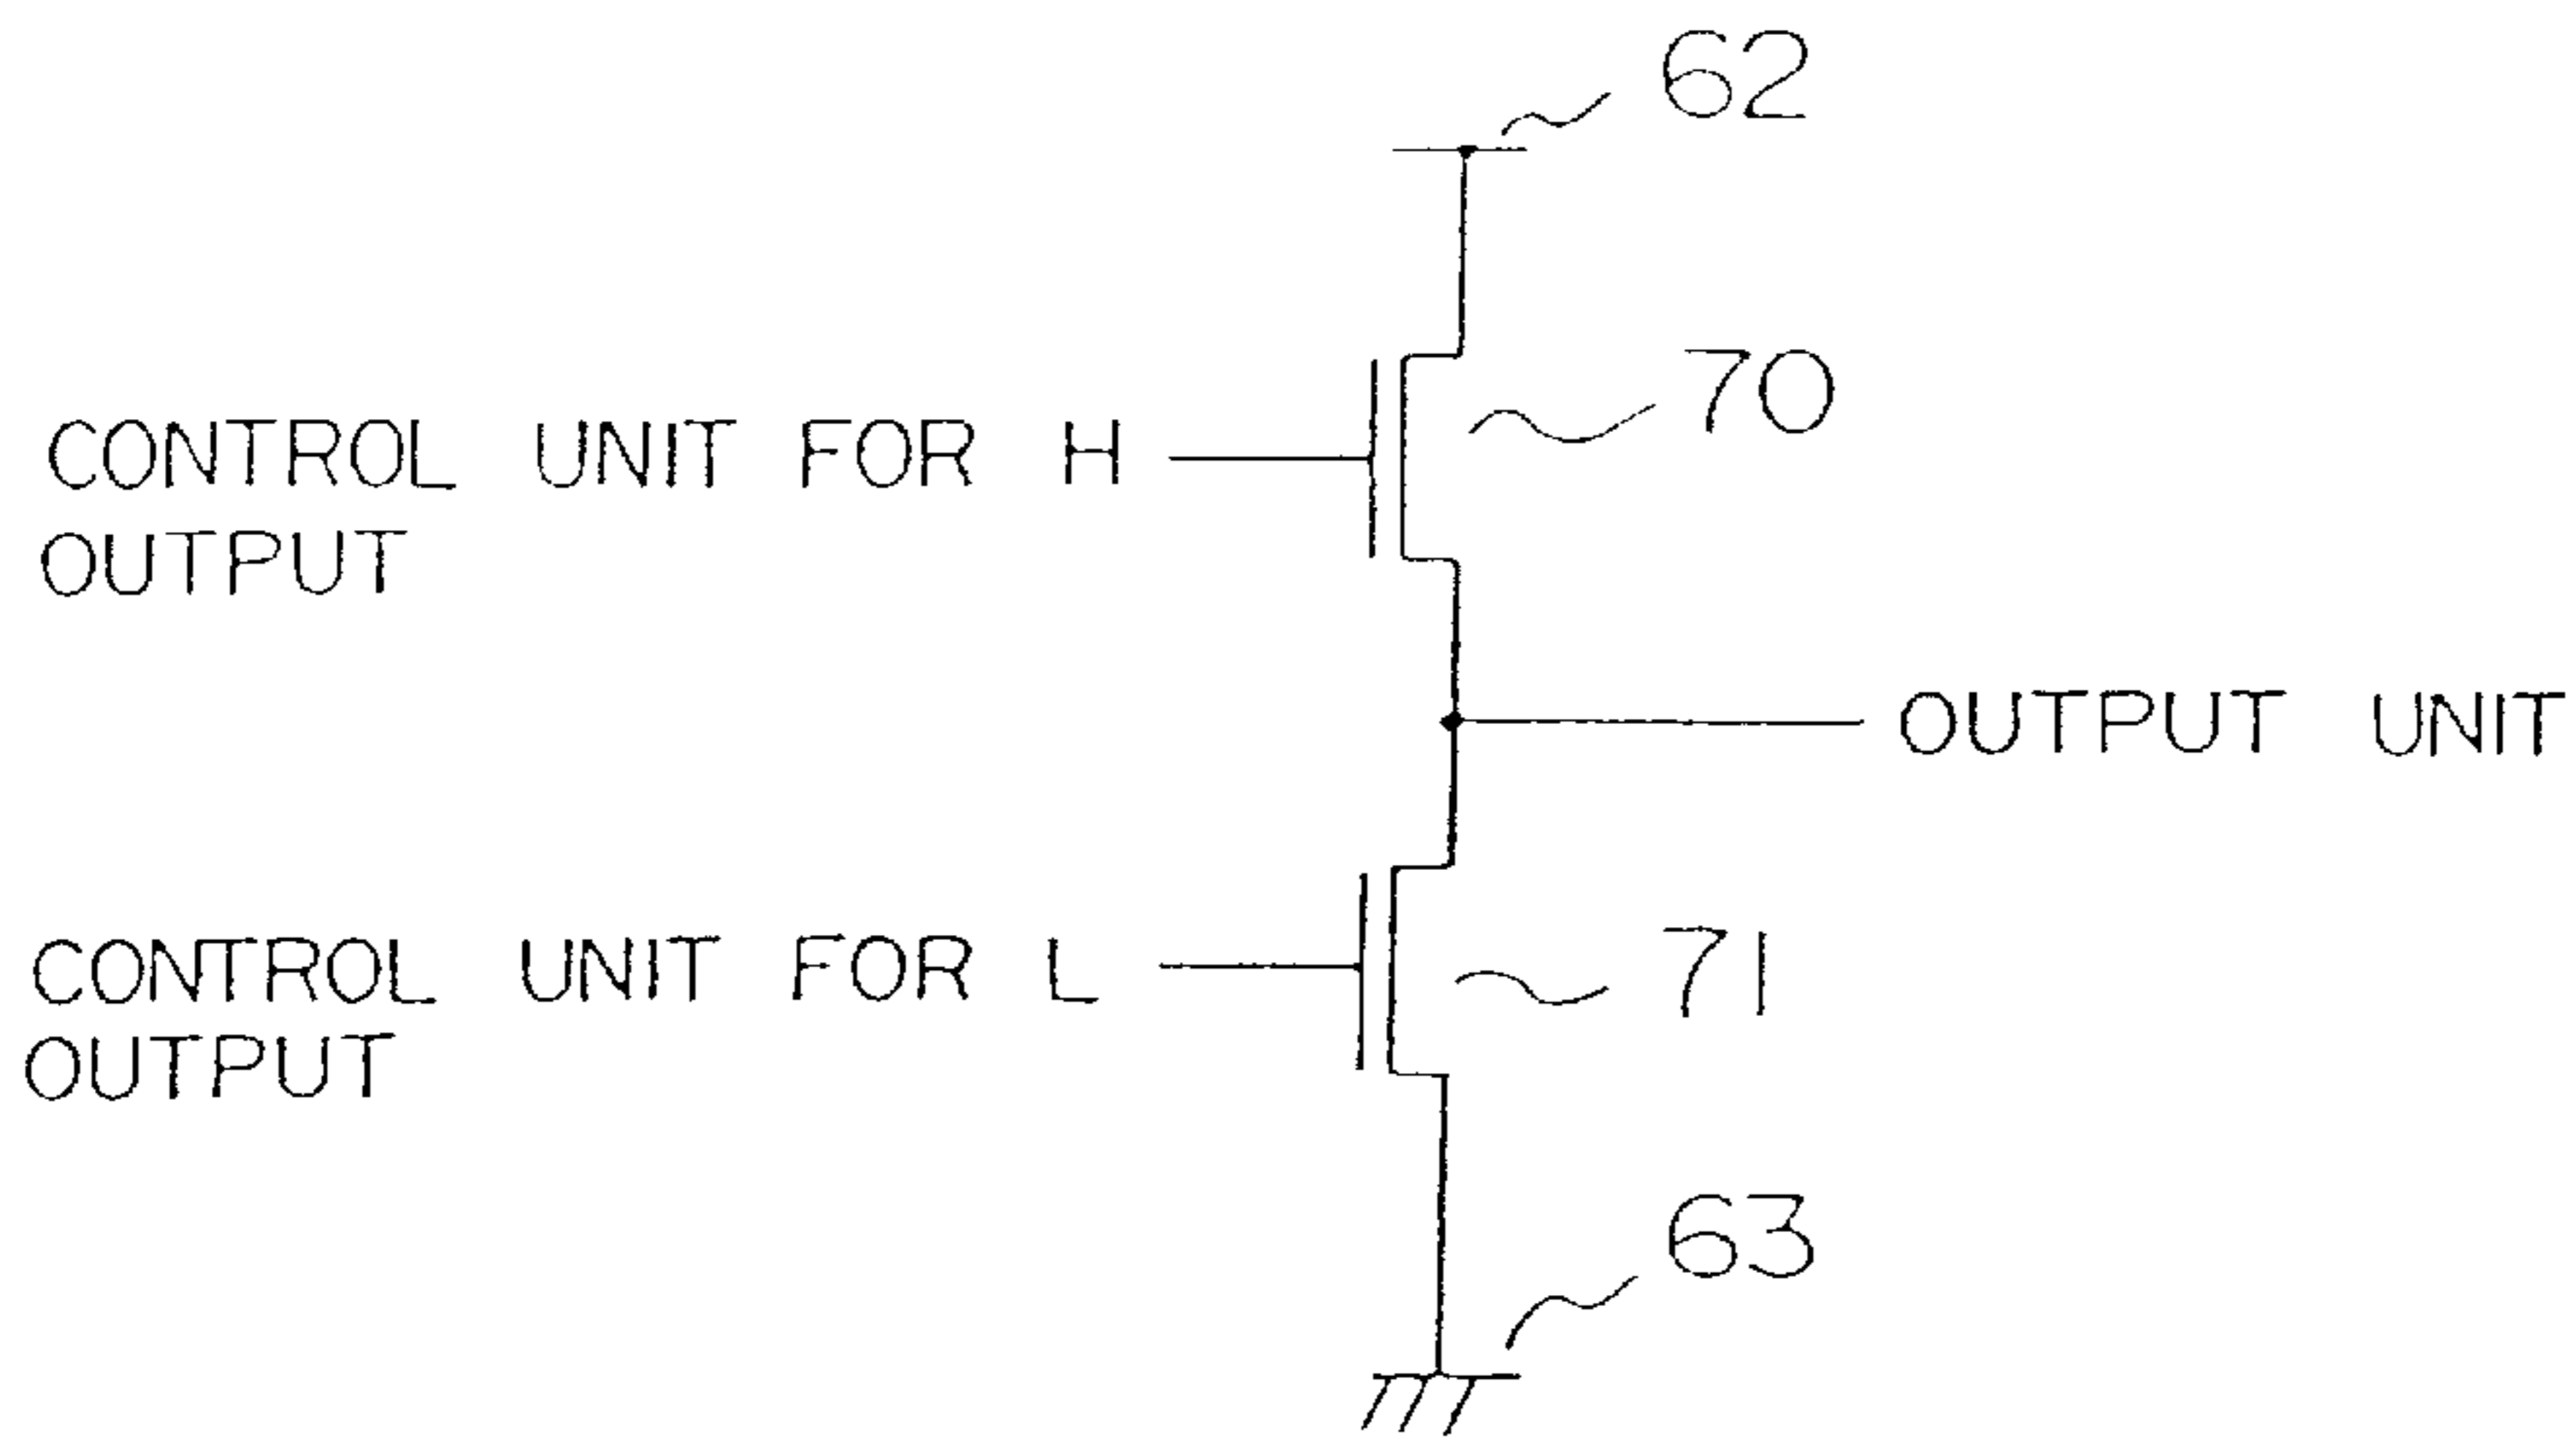 62
70
CONTROL UNIT FOR H
OUTPUT
OUTPUT UNIT
71
CONTROL UNIT FOR L
OUTPUT
63